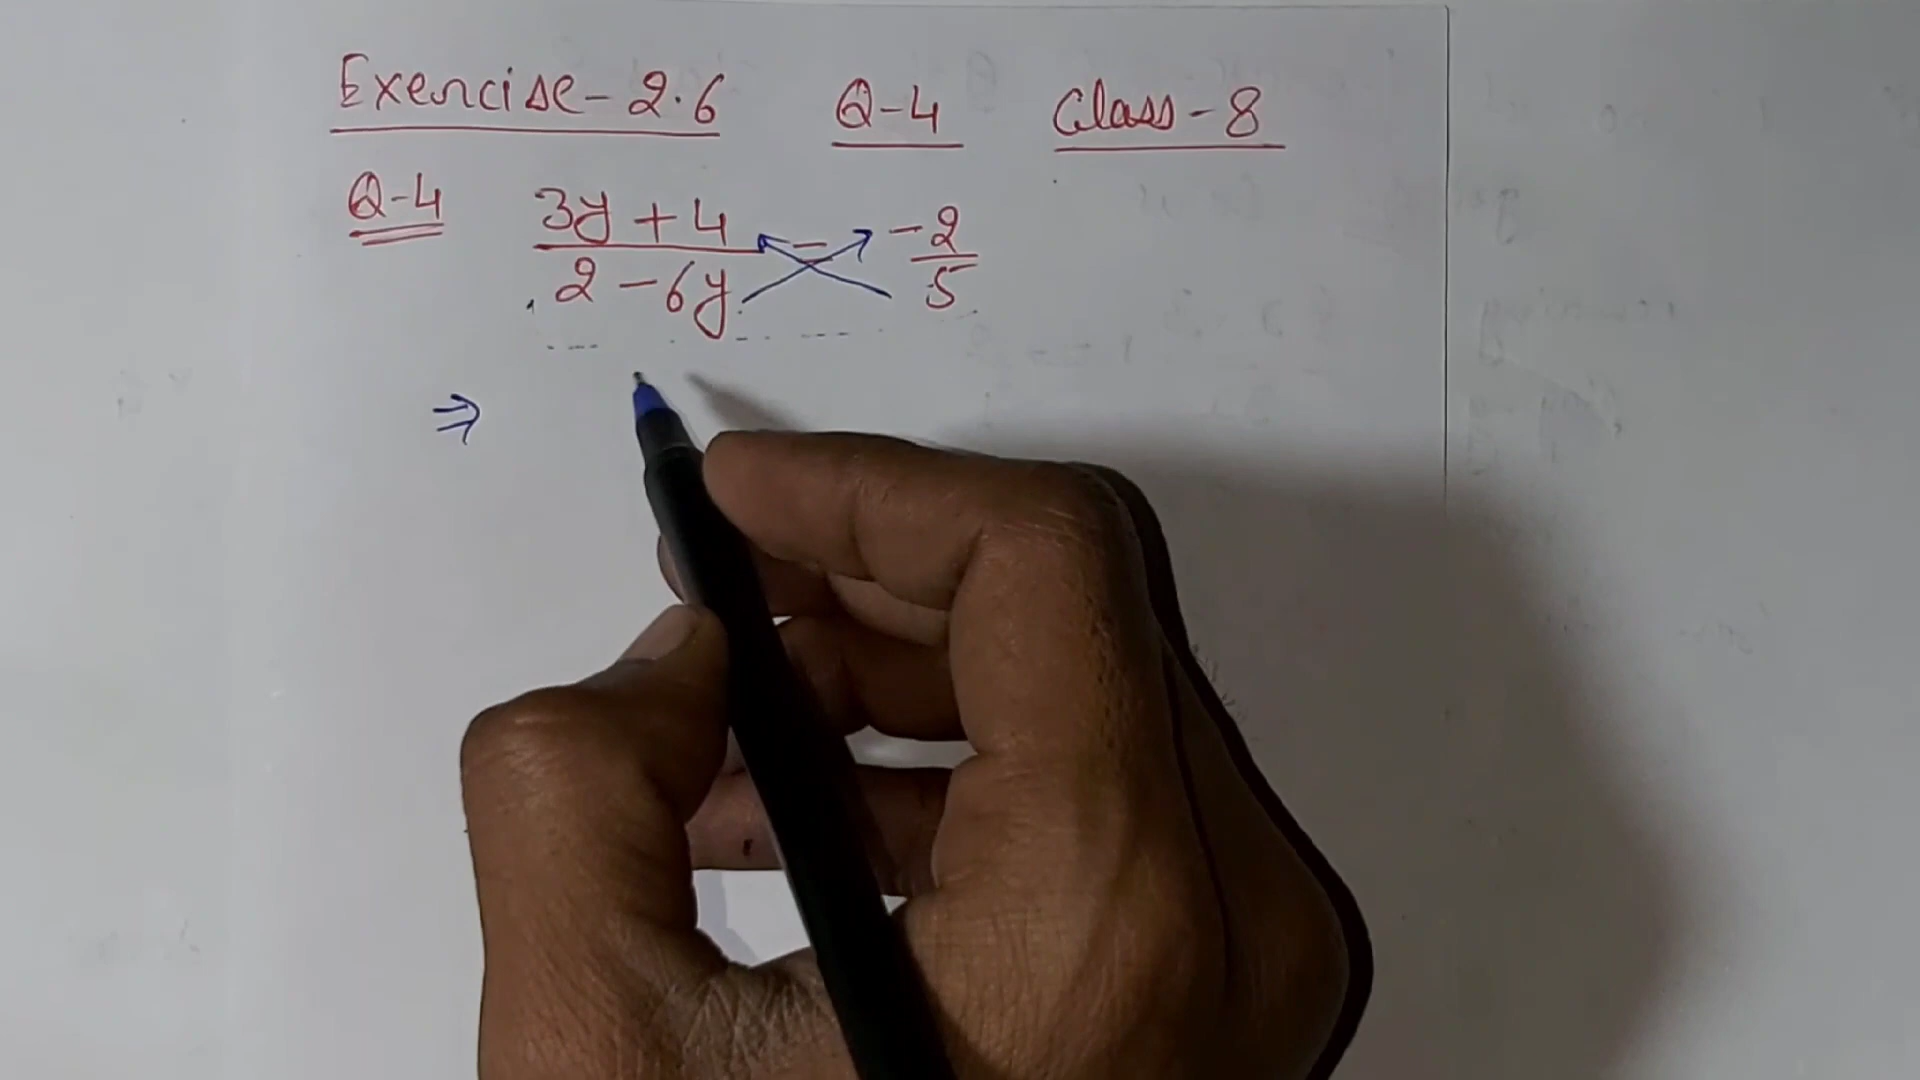 Exercise-2.6 Q-4 Class-8
Q-4 3y+4/2-6y = -2/5
⇒